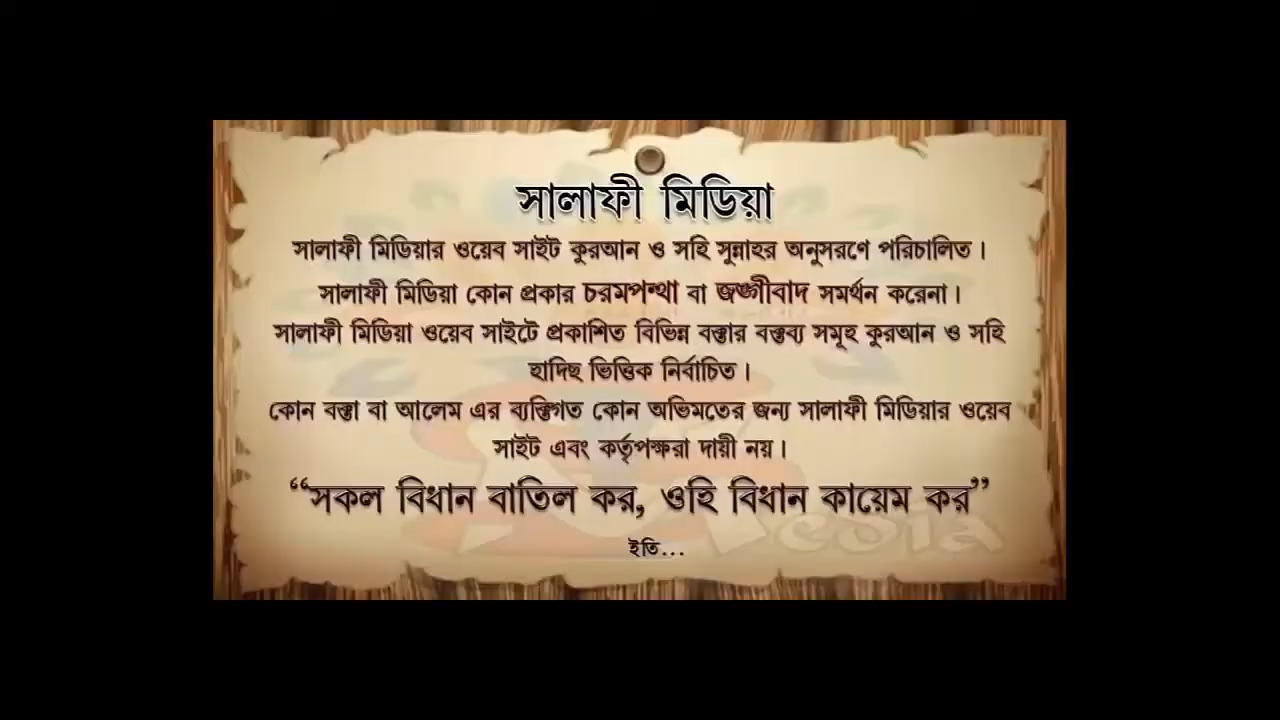 সালাফী মিডিয়া
সালাফী মিডিয়ার ওয়েব সাইট কুরআন ও সহি সুন্নাহর অনুসরণে পরিচালিত।
সালাফী মিডিয়া কোন প্রকার চরমপন্থা বা জঙ্গীবাদ সমর্থন করেনা।
সালাফী মিডিয়া ওয়েব সাইটে প্রকাশিত বিভিন্ন বক্তার বক্তব্য সমূহ কুরআন ও সহি
হাদিছ ভিত্তিক নির্বাচিত।
কোন বক্তা বা আলেম এর ব্যক্তিগত কোন অভিমতের জন্য সালাফী মিডিয়ার ওয়েব
সাইট এবং কর্তৃপক্ষরা দায়ী নয়।
“সকল বিধান বাতিল কর, ওহি বিধান কায়েম কর”
ইতি...